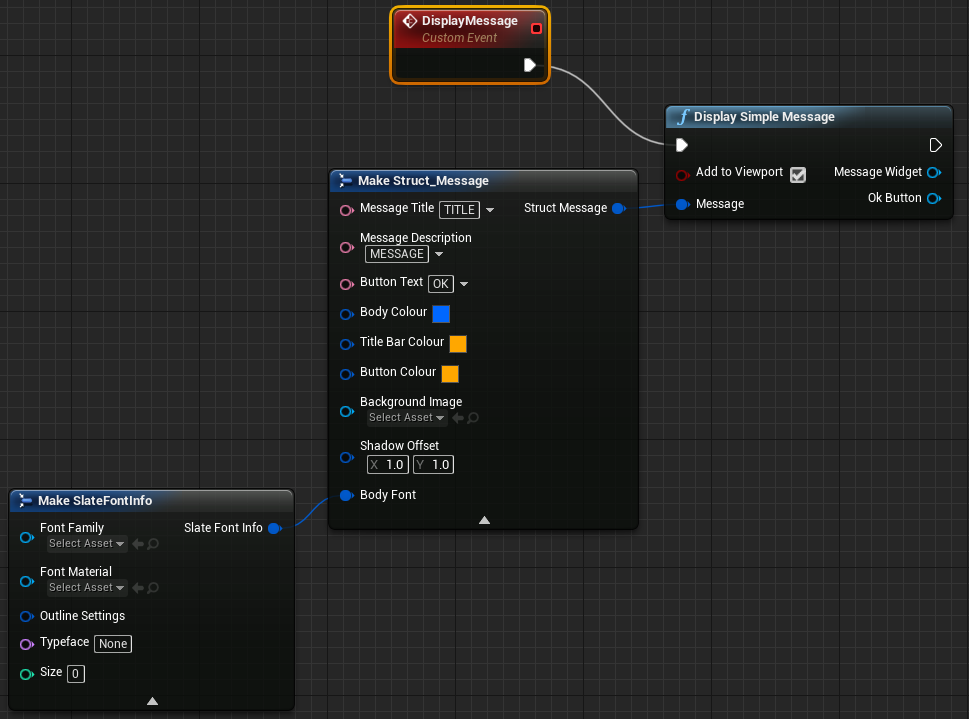 DisplayMessage
Custom Event
f Display Simple Message
Add to Viewport
Message Widget
Ok Button
Message
Make Struct_Message
Message Title TITLE
Struct Message
Message Description
MESSAGE
Button Text OK
Body Colour
Title Bar Colour
Button Colour
Background Image
Select Asset
Shadow Offset
X 1.0 Y 1.0
Body Font
Make SlateFontInfo
Font Family
Slate Font Info
Select Asset
Font Material
Select Asset
Outline Settings
Typeface None
Size 0